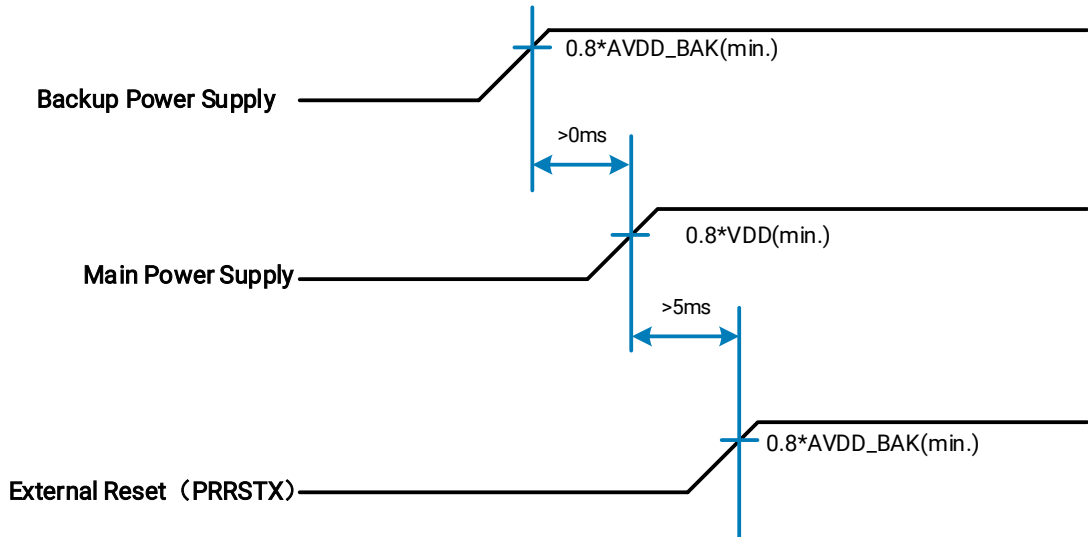 0.8*AVDD_BAK(min.)
Backup Power Supply
>0ms
0.8*VDD(min.)
Main Power Supply
>5ms
0.8*AVDD_BAK(min.)
External Reset（PRRSTX）